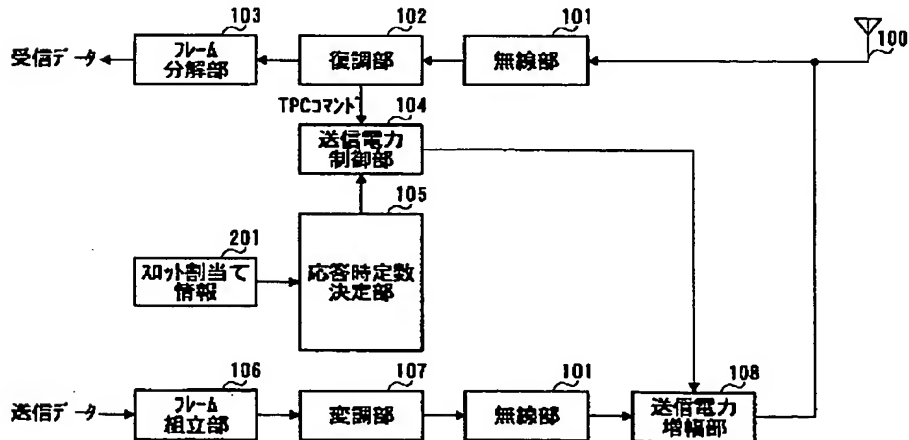 103
102
101
100
受信データ
フレーム
分解部
復調部
無線部
TPCコマンド
104
送信電力
制御部
105
201
スロット割当て
情報
応答時定数
決定部
106
107
101
108
送信データ
フレーム
組立部
変調部
無線部
送信電力
増幅部